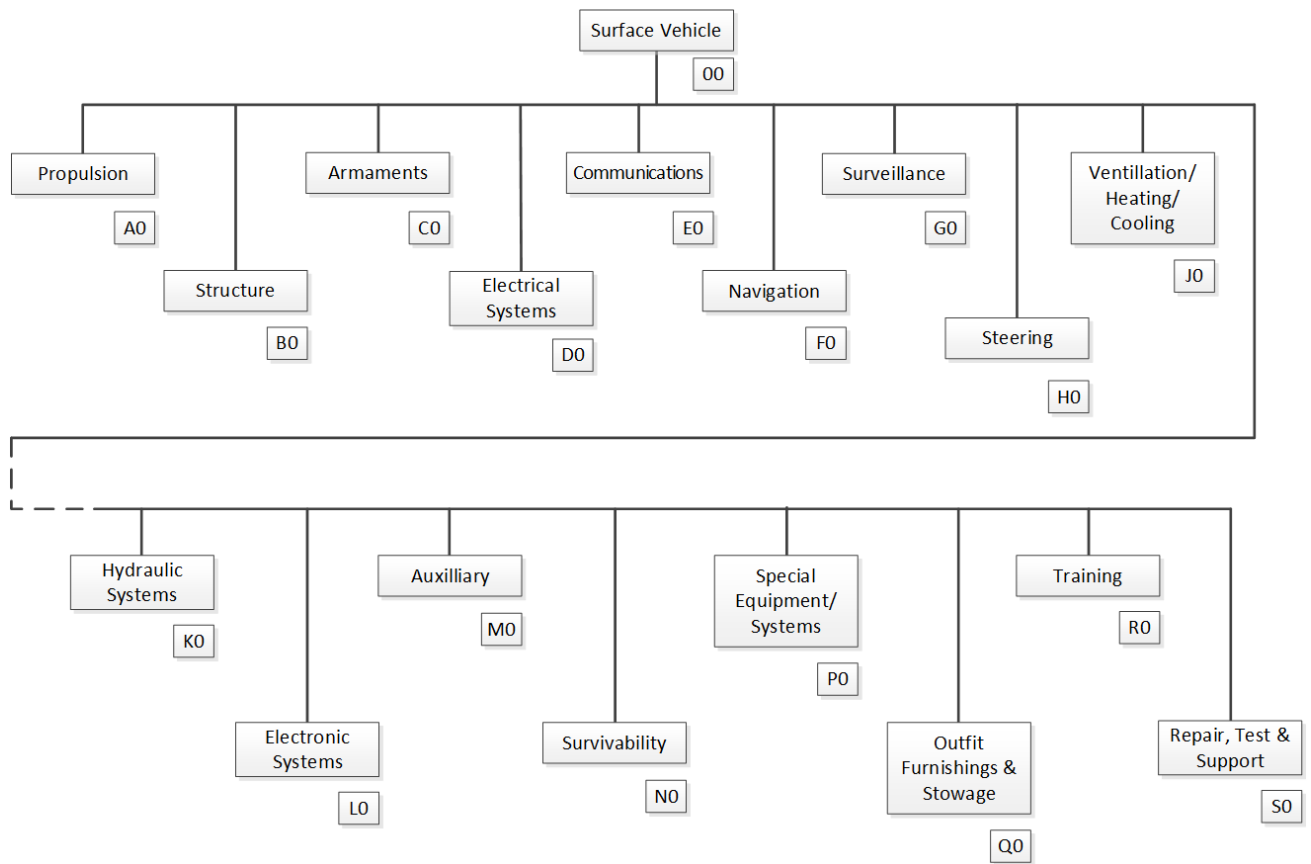 Surface Vehicle
00
Propulsion
A0
Structure
B0
Armaments
C0
Electrical
Systems
D0
Communications
E0
Navigation
F0
Surveillance
G0
Steering
H0
Ventillation/
Heating/
Cooling
J0
Hydraulic
Systems
K0
Electronic
Systems
L0
Auxilliary
M0
Survivability
N0
Special
Equipment/
Systems
P0
Outfit
Furnishings &
Stowage
Q0
Training
R0
Repair, Test &
Support
S0